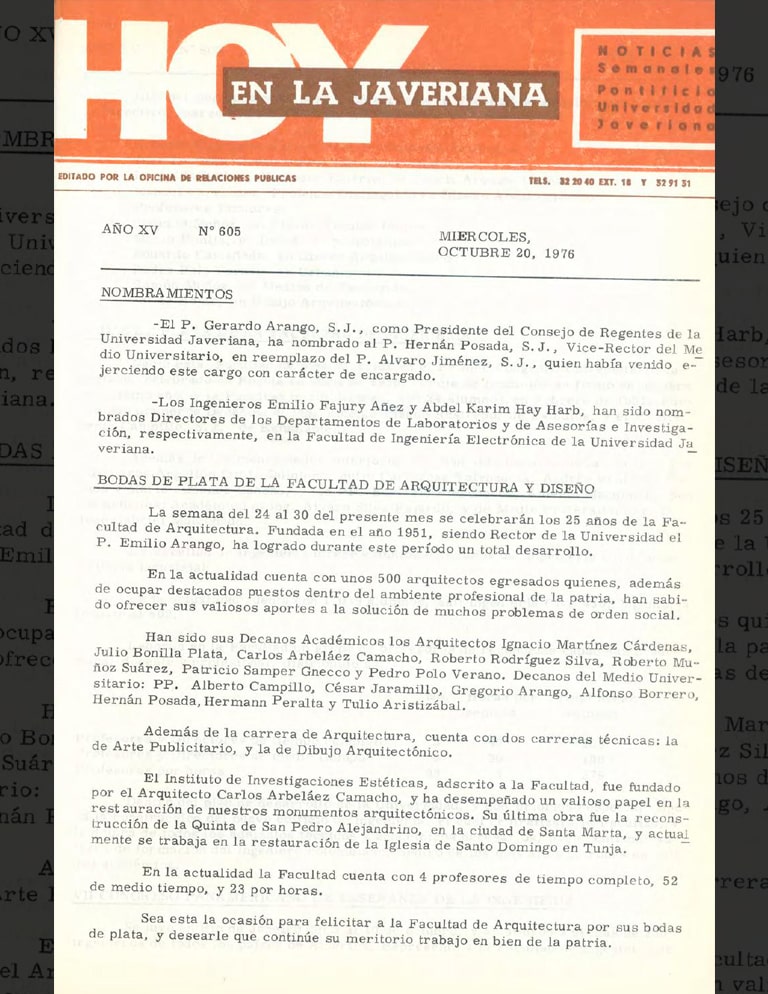 HOY
EN LA JAVERIANA
NOTICIAS
Semanales
Pontificia
Universidad
Javeriana
EDITADO POR LA OFICINA DE RELACIONES PUBLICAS
TELS. 32 20 40 EXT. 18 Y 32 91 51
AÑO XV N° 605
MIERCOLES,
OCTUBRE 20, 1976
NOMBRAMIENTOS
-El P. Gerardo Arango, S.J., como Presidente del Consejo de Regentes de la
Universidad Javeriana, ha nombrado al P. Hernán Posada, S.J., Vice-Rector del Me
dio Universitario, en reemplazo del P. Alvaro Jiménez, S.J., quien había venido e-
jerciendo este cargo con carácter de encargado.
-Los Ingenieros Emilio Fajury Añez y Abdel Karim Hay Harb, han sido nom-
brados Directores de los Departamentos de Laboratorios y de Asesorías e Investiga-
ción, respectivamente, en la Facultad de Ingeniería Electrónica de la Universidad Ja
veriana.
BODAS DE PLATA DE LA FACULTAD DE ARQUITECTURA Y DISEÑO
La semana del 24 al 30 del presente mes se celebrarán los 25 años de la Fa-
cultad de Arquitectura. Fundada en el año 1951, siendo Rector de la Universidad el
P. Emilio Arango, ha logrado durante este período un total desarrollo.
En la actualidad cuenta con unos 500 arquitectos egresados quienes, además
de ocupar destacados puestos dentro del ambiente profesional de la patria, han sabi-
do ofrecer sus valiosos aportes a la solución de muchos problemas de orden social.
Han sido sus Decanos Académicos los Arquitectos Ignacio Martínez Cárdenas,
Julio Bonilla Plata, Carlos Arbeláez Camacho, Roberto Rodríguez Silva, Roberto Mu-
ñoz Suárez, Patricio Samper Gnecco y Pedro Polo Verano. Decanos del Medio Univer-
sitario: PP. Alberto Campillo, César Jaramillo, Gregorio Arango, Alfonso Borrero,
Hernán Posada, Hermann Peralta y Tulio Aristizábal.
Además de la carrera de Arquitectura, cuenta con dos carreras técnicas: la
de Arte Publicitario, y la de Dibujo Arquitectónico.
El Instituto de Investigaciones Estéticas, adscrito a la Facultad, fue fundado
por el Arquitecto Carlos Arbeláez Camacho, y ha desempeñado un valioso papel en la
restauración de nuestros monumentos arquitectónicos. Su última obra fue la recons-
trucción de la Quinta de San Pedro Alejandrino, en la ciudad de Santa Marta, y actual
mente se trabaja en la restauración de la Iglesia de Santo Domingo en Tunja.
En la actualidad la Facultad cuenta con 4 profesores de tiempo completo, 52
de medio tiempo, y 23 por horas.
Sea esta la ocasión para felicitar a la Facultad de Arquitectura por sus bodas
de plata, y desearle que continúe su meritorio trabajo en bien de la patria.